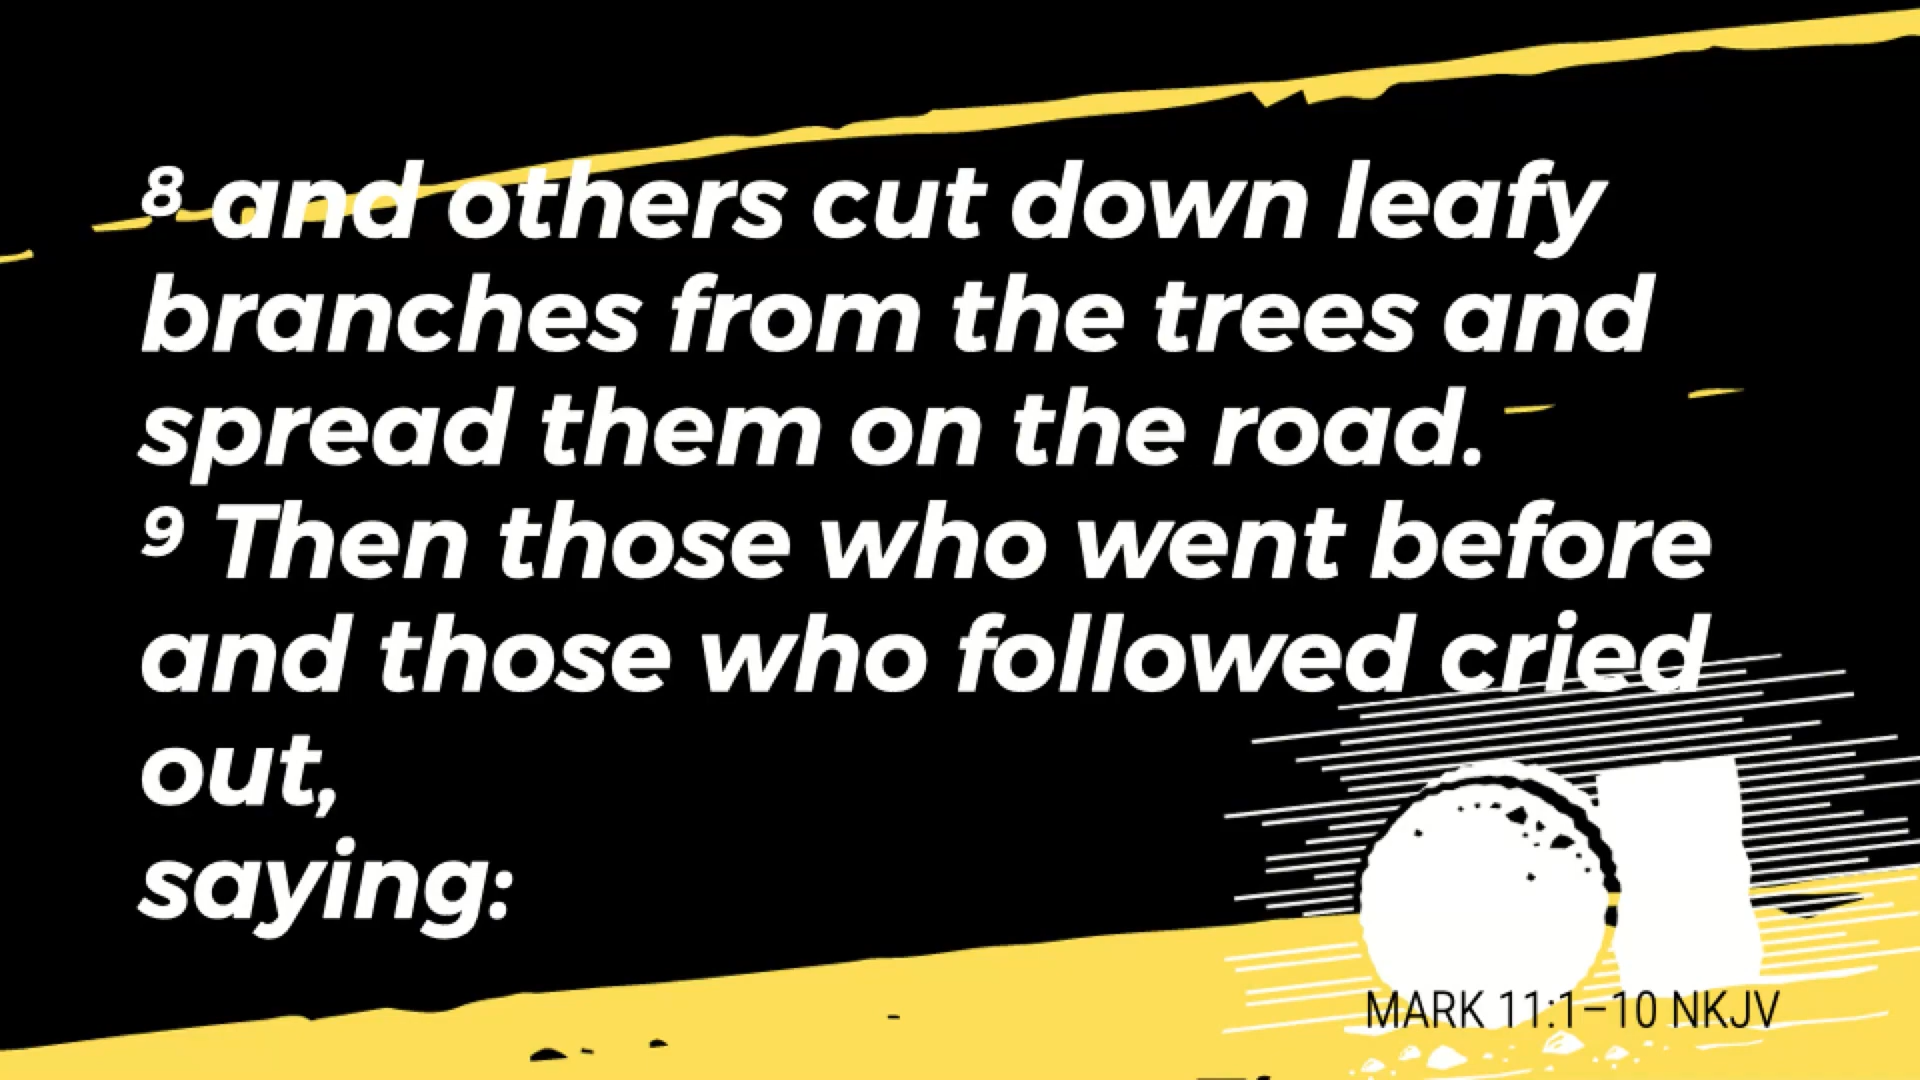 8 and others cut down leafy
branches from the trees and
spread them on the road.
9 Then those who went before
and those who followed cried
out,
saying:
MARK 11:1–10 NKJV